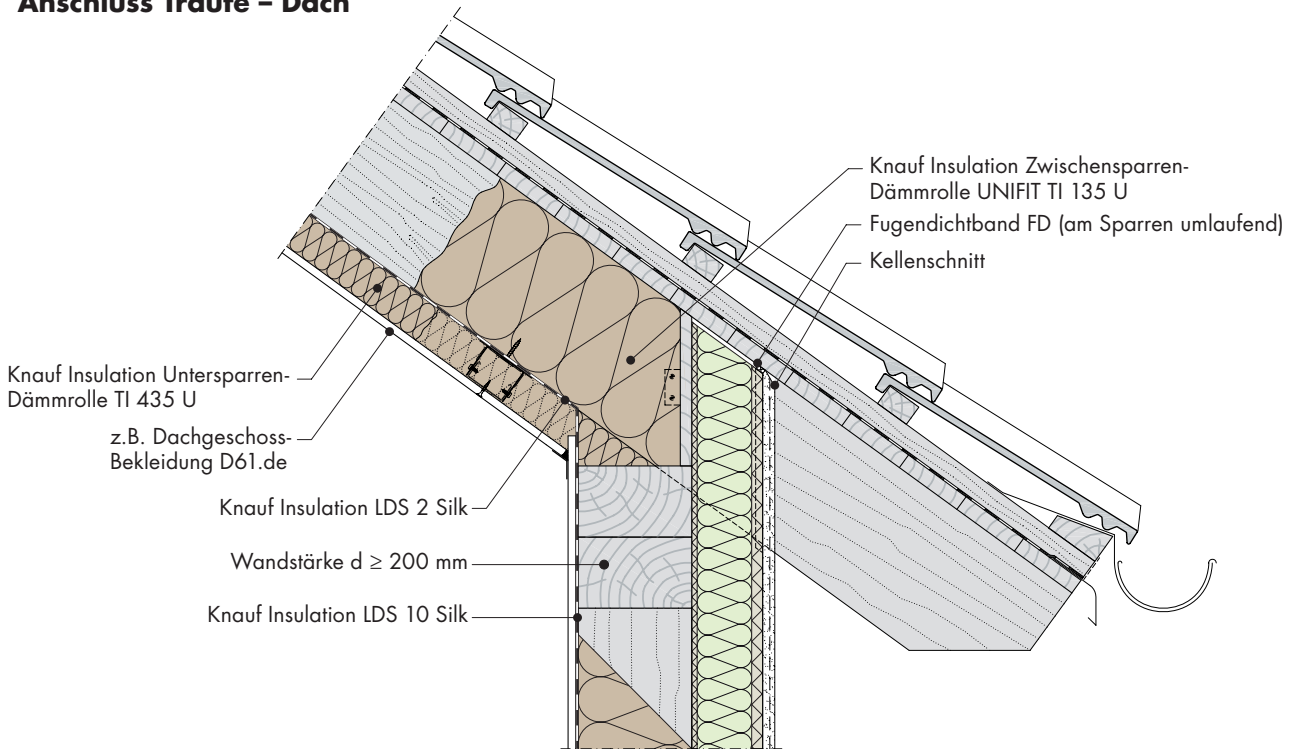 Anschluss Traufe – Dach
Knauf Insulation Zwischensparren-
Dämmrolle UNIFIT TI 135 U
Fugendichtband FD (am Sparren umlaufend)
Kellenschnitt
Knauf Insulation Untersparren-
Dämmrolle TI 435 U
z.B. Dachgeschoss-
Bekleidung D61.de
Knauf Insulation LDS 2 Silk
Wandstärke d ≥ 200 mm
Knauf Insulation LDS 10 Silk